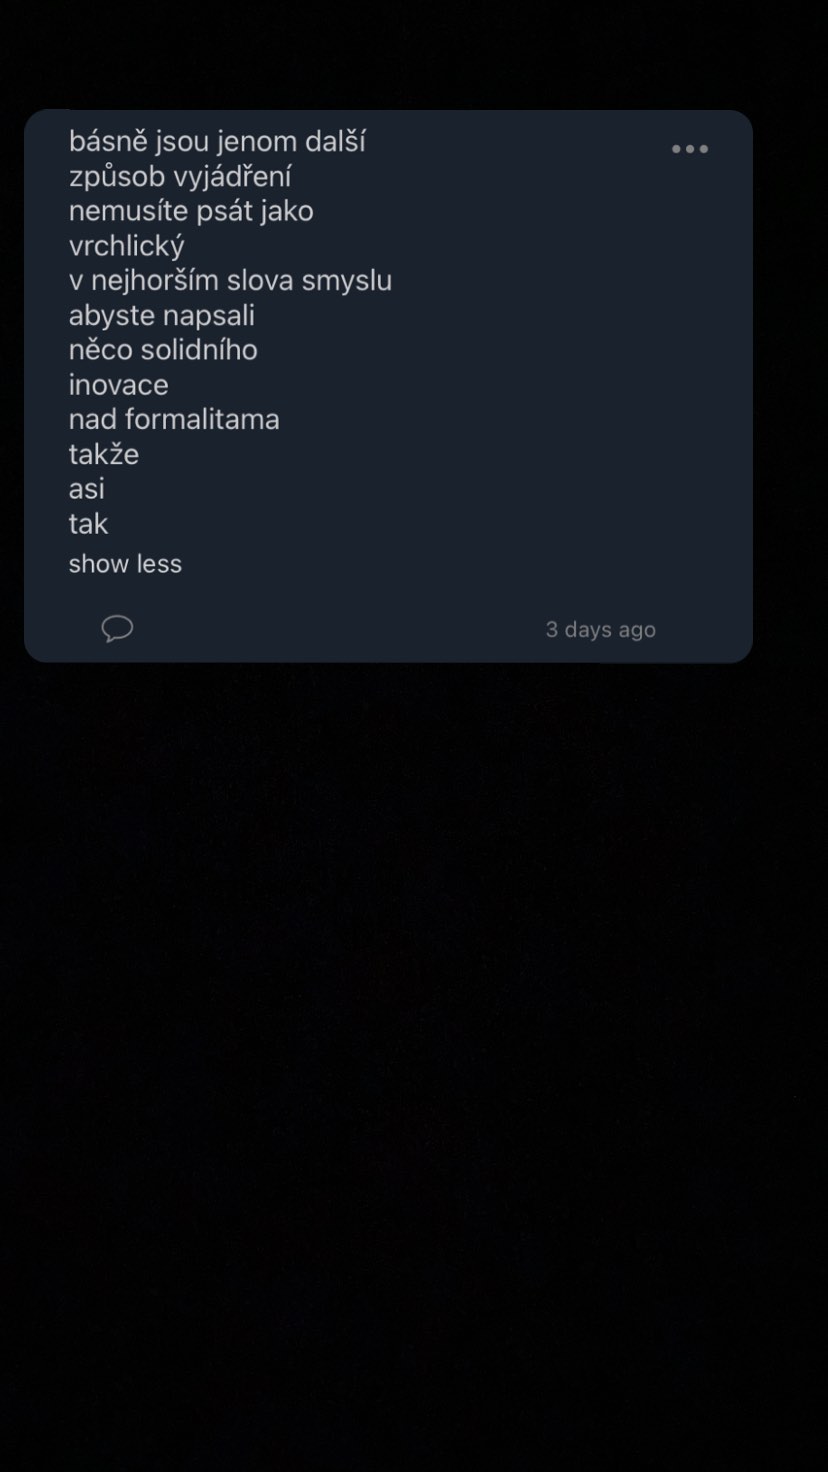 básně jsou jenom další
způsob vyjádření
nemusíte psát jako
vrchlický
v nejhorším slova smyslu
abyste napsali
něco solidního
inovace
nad formalitama
takže
asi
tak
show less
3 days ago